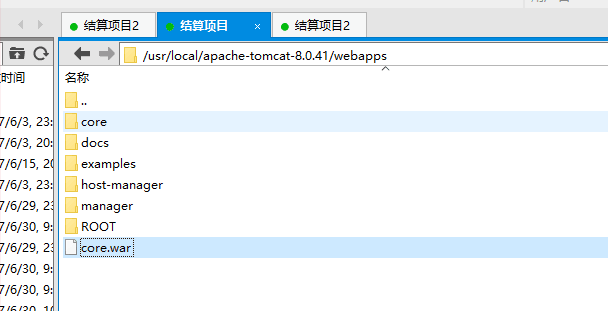 结算项目2
结算项目
结算项目2
/usr/local/apache-tomcat-8.0.41/webapps
时间
名称
..
7/6/3, 23:
core
7/6/3, 20:
docs
7/6/15, 20
examples
7/6/3, 23:
host-manager
7/6/29, 23
manager
7/6/30, 9:
ROOT
7/6/29, 23
core.war
7/6/30, 9:
7/6/30, 9:
7/6/30, 10